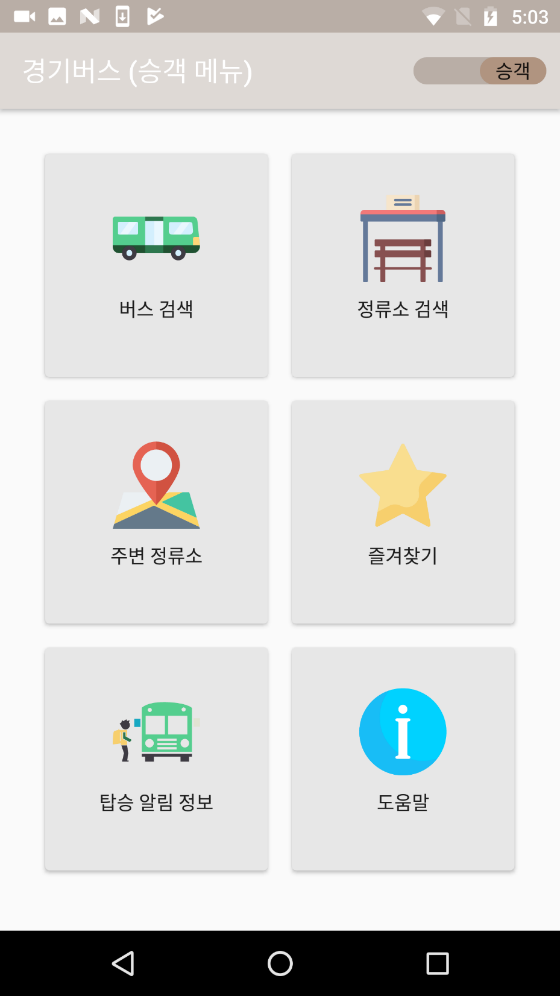 5:03
경기버스 (승객 메뉴)
승객
버스 검색
정류소 검색
주변 정류소
즐겨찾기
탑승 알림 정보
도움말